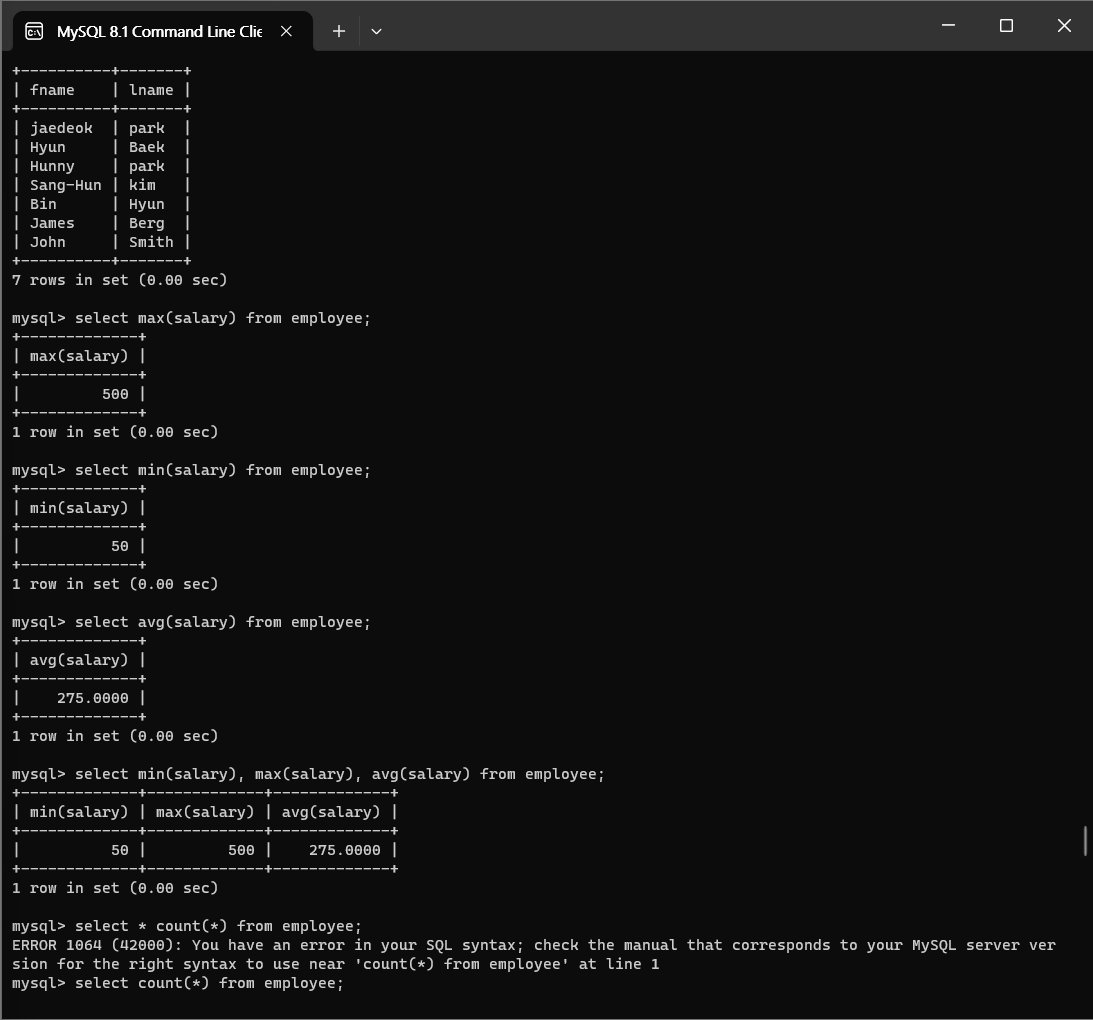 MySQL 8.1 Command Line Clie
+----------+-------+
| fname    | lname |
+----------+-------+
| jaedeok  | park  |
| Hyun     | Baek  |
| Hunny    | park  |
| Sang-Hun | kim   |
| Bin      | Hyun  |
| James    | Berg  |
| John     | Smith |
+----------+-------+
7 rows in set (0.00 sec)
mysql> select max(salary) from employee;
+-------------+
| max(salary) |
+-------------+
|         500 |
+-------------+
1 row in set (0.00 sec)
mysql> select min(salary) from employee;
+-------------+
| min(salary) |
+-------------+
|          50 |
+-------------+
1 row in set (0.00 sec)
mysql> select avg(salary) from employee;
+-------------+
| avg(salary) |
+-------------+
|    275.0000 |
+-------------+
1 row in set (0.00 sec)
mysql> select min(salary), max(salary), avg(salary) from employee;
+-------------+-------------+-------------+
| min(salary) | max(salary) | avg(salary) |
+-------------+-------------+-------------+
|          50 |         500 |    275.0000 |
+-------------+-------------+-------------+
1 row in set (0.00 sec)
mysql> select * count(*) from employee;
ERROR 1064 (42000): You have an error in your SQL syntax; check the manual that corresponds to your MySQL server ver
sion for the right syntax to use near 'count(*) from employee' at line 1
mysql> select count(*) from employee;